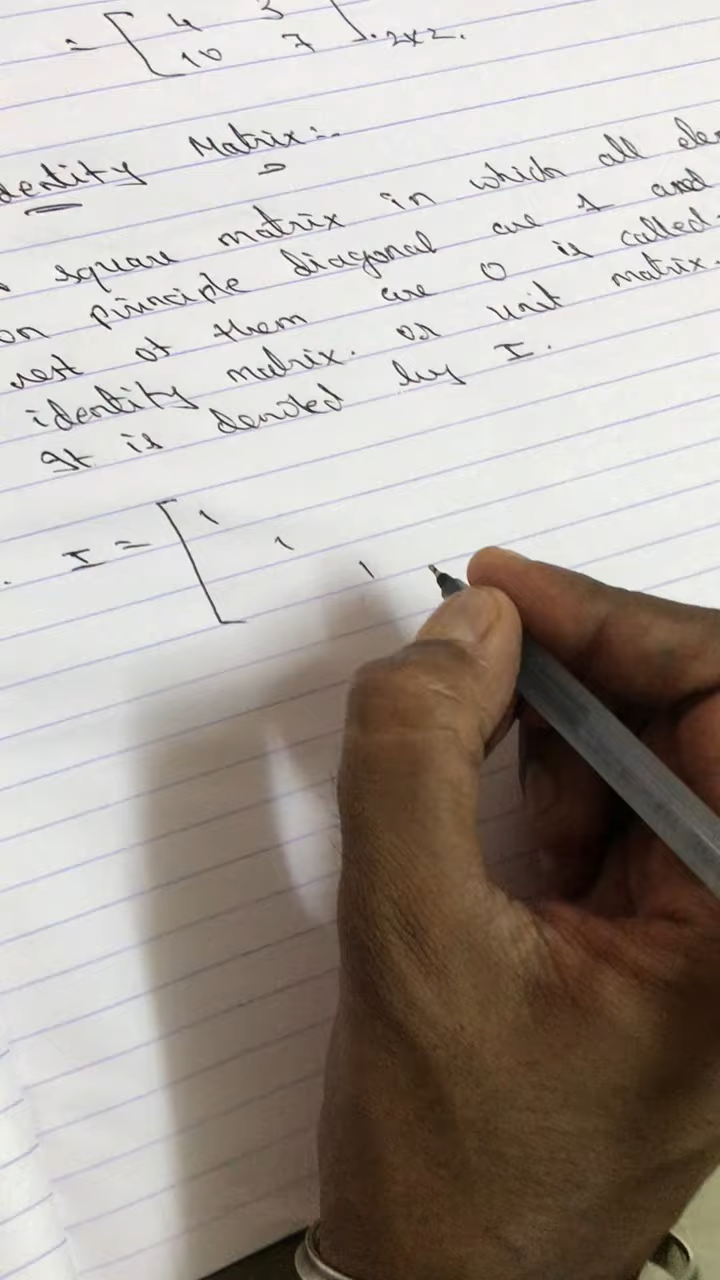 = [ 4 3
10 7 ] 2x2.
dentity Matrix:-
square matrix in which all ele
on principle diagonal are 1 and
rest of them are 0 is called
identity matrix. or unit matrix.
It is denoted by I.
I = [ 1
1
1